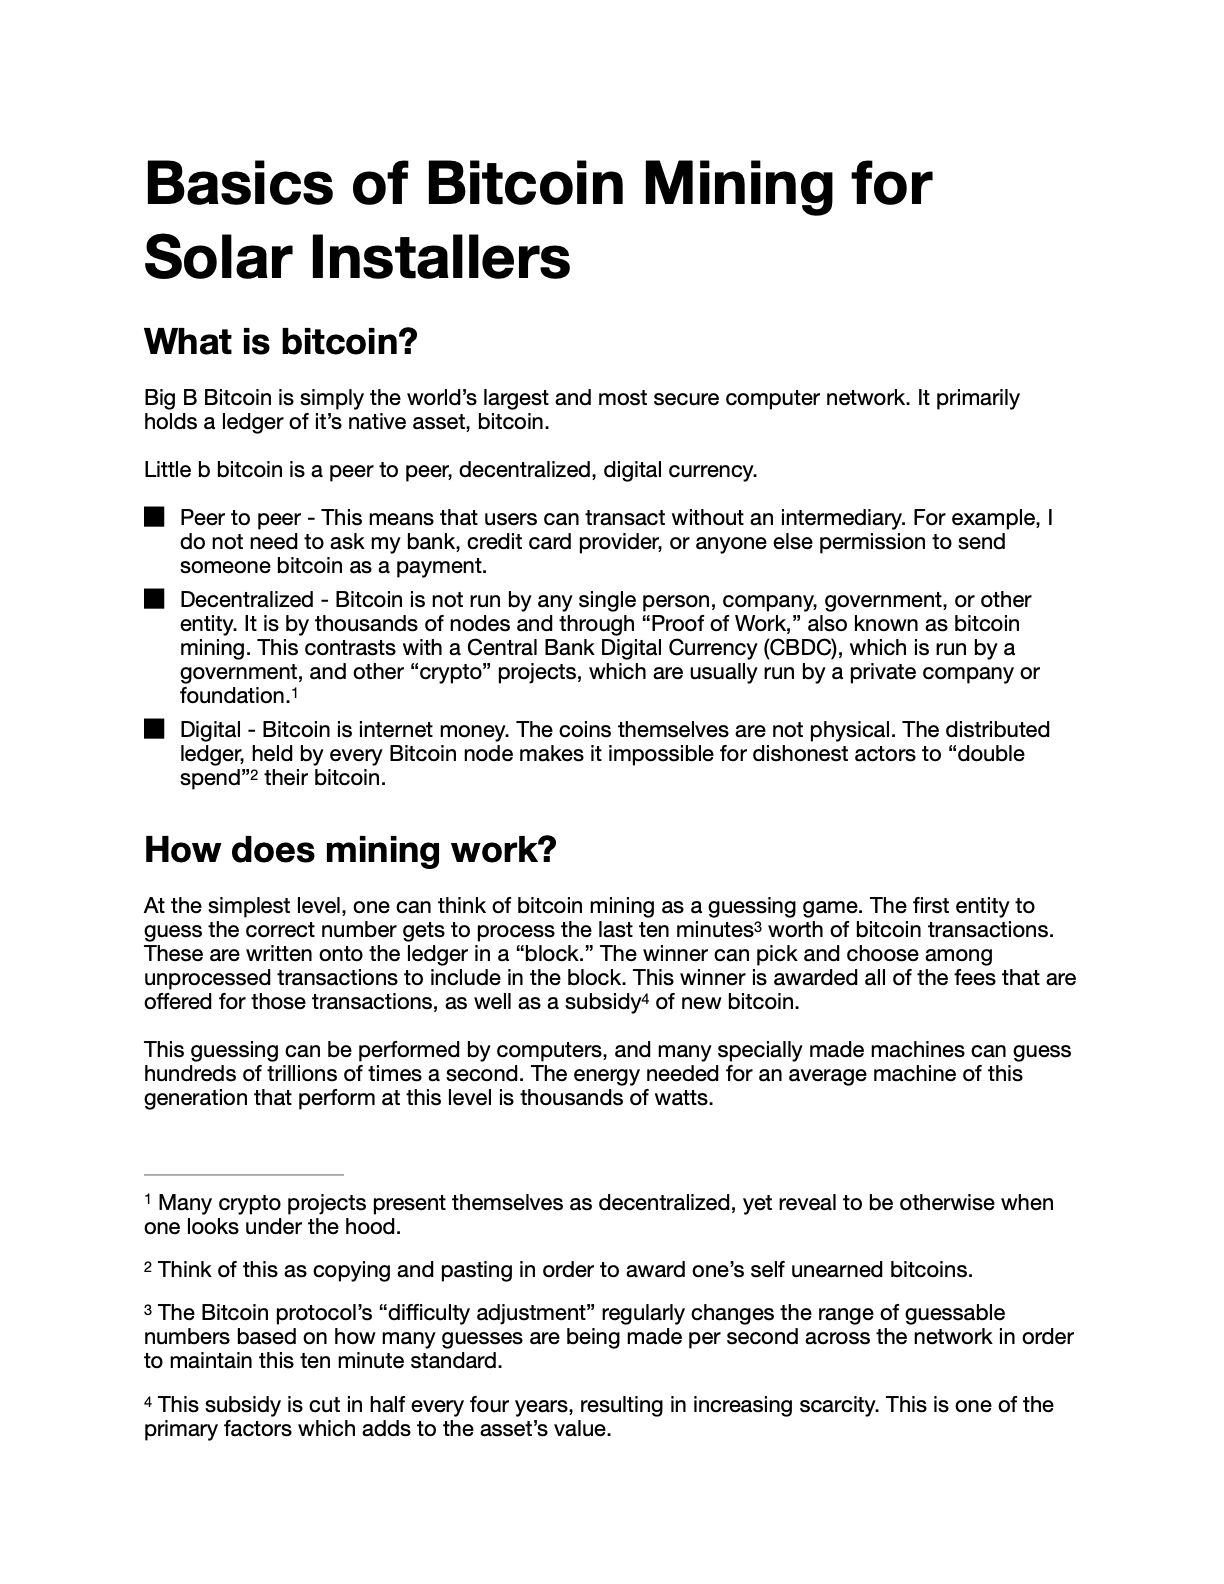 Basics of Bitcoin Mining for
Solar Installers
What is bitcoin?
Big B Bitcoin is simply the world’s largest and most secure computer network. It primarily
holds a ledger of it’s native asset, bitcoin.
Little b bitcoin is a peer to peer, decentralized, digital currency.
Peer to peer - This means that users can transact without an intermediary. For example, I
do not need to ask my bank, credit card provider, or anyone else permission to send
someone bitcoin as a payment.
Decentralized - Bitcoin is not run by any single person, company, government, or other
entity. It is by thousands of nodes and through “Proof of Work,” also known as bitcoin
mining. This contrasts with a Central Bank Digital Currency (CBDC), which is run by a
government, and other “crypto” projects, which are usually run by a private company or
foundation.¹
Digital - Bitcoin is internet money. The coins themselves are not physical. The distributed
ledger, held by every Bitcoin node makes it impossible for dishonest actors to “double
spend”² their bitcoin.
How does mining work?
At the simplest level, one can think of bitcoin mining as a guessing game. The first entity to
guess the correct number gets to process the last ten minutes³ worth of bitcoin transactions.
These are written onto the ledger in a “block.” The winner can pick and choose among
unprocessed transactions to include in the block. This winner is awarded all of the fees that are
offered for those transactions, as well as a subsidy⁴ of new bitcoin.
This guessing can be performed by computers, and many specially made machines can guess
hundreds of trillions of times a second. The energy needed for an average machine of this
generation that perform at this level is thousands of watts.
¹ Many crypto projects present themselves as decentralized, yet reveal to be otherwise when
one looks under the hood.
² Think of this as copying and pasting in order to award one’s self unearned bitcoins.
³ The Bitcoin protocol’s “difficulty adjustment” regularly changes the range of guessable
numbers based on how many guesses are being made per second across the network in order
to maintain this ten minute standard.
⁴ This subsidy is cut in half every four years, resulting in increasing scarcity. This is one of the
primary factors which adds to the asset’s value.